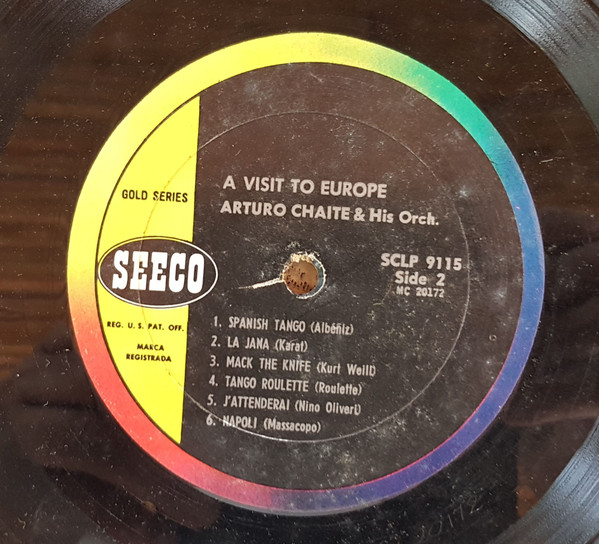 GOLD SERIES
SEECO
REG. U. S. PAT. OFF.
MARCA
REGISTRADA
A VISIT TO EUROPE
ARTURO CHAITE & His Orch.
SCLP 9115
Side 2
MC 20172
1. SPANISH TANGO (Albéñiz)
2. LA JANA (Karat)
3. MACK THE KNIFE (Kurt Weill)
4. TANGO ROULETTE (Roulette)
5. J'ATTENDERAI (Nino Oliveri)
6. NAPOLI (Massacopo)